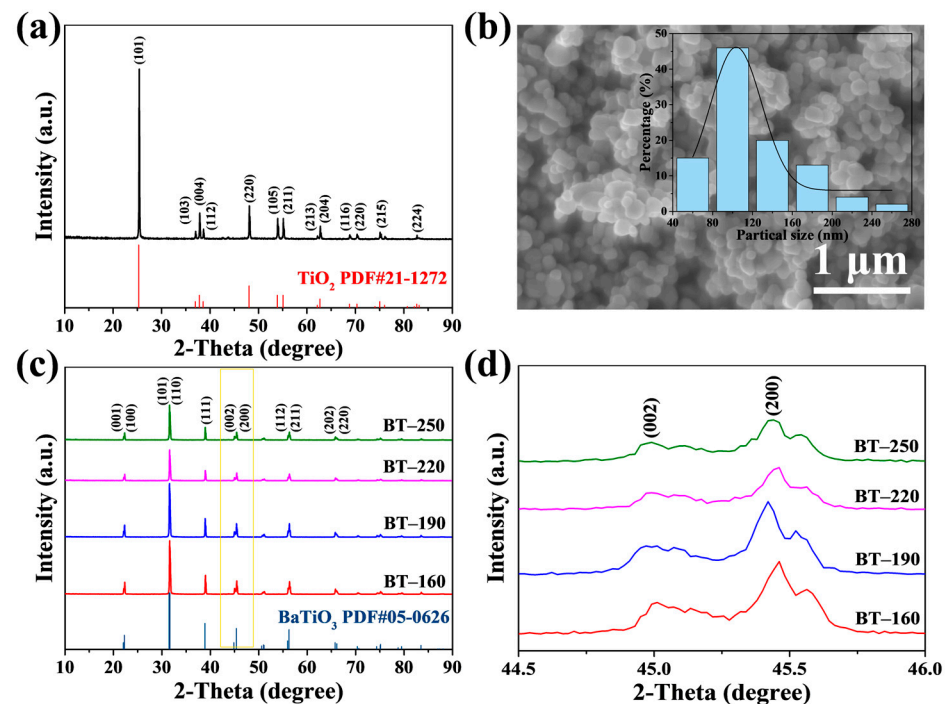 (a)
Intensity (a.u.)
(101)
(103)
(004)
(112)
(220)
(105)
(211)
(213)
(204)
(116)
(220)
(215)
(224)
TiO2 PDF#21-1272
10 20 30 40 50 60 70 80 90
2-Theta (degree)
(b)
Percentage (%)
50
40
30
20
10
0
40 80 120 160 200 240 280
Partical size (nm)
1 µm
(c)
Intensity (a.u.)
(001)
(100)
(101)
(110)
(111)
(002)
(200)
(112)
(211)
(202)
(220)
BT–250
BT–220
BT–190
BT–160
BaTiO3 PDF#05-0626
10 20 30 40 50 60 70 80 90
2-Theta (degree)
(d)
Intensity (a.u.)
(002)
(200)
BT–250
BT–220
BT–190
BT–160
44.5 45.0 45.5 46.0
2-Theta (degree)